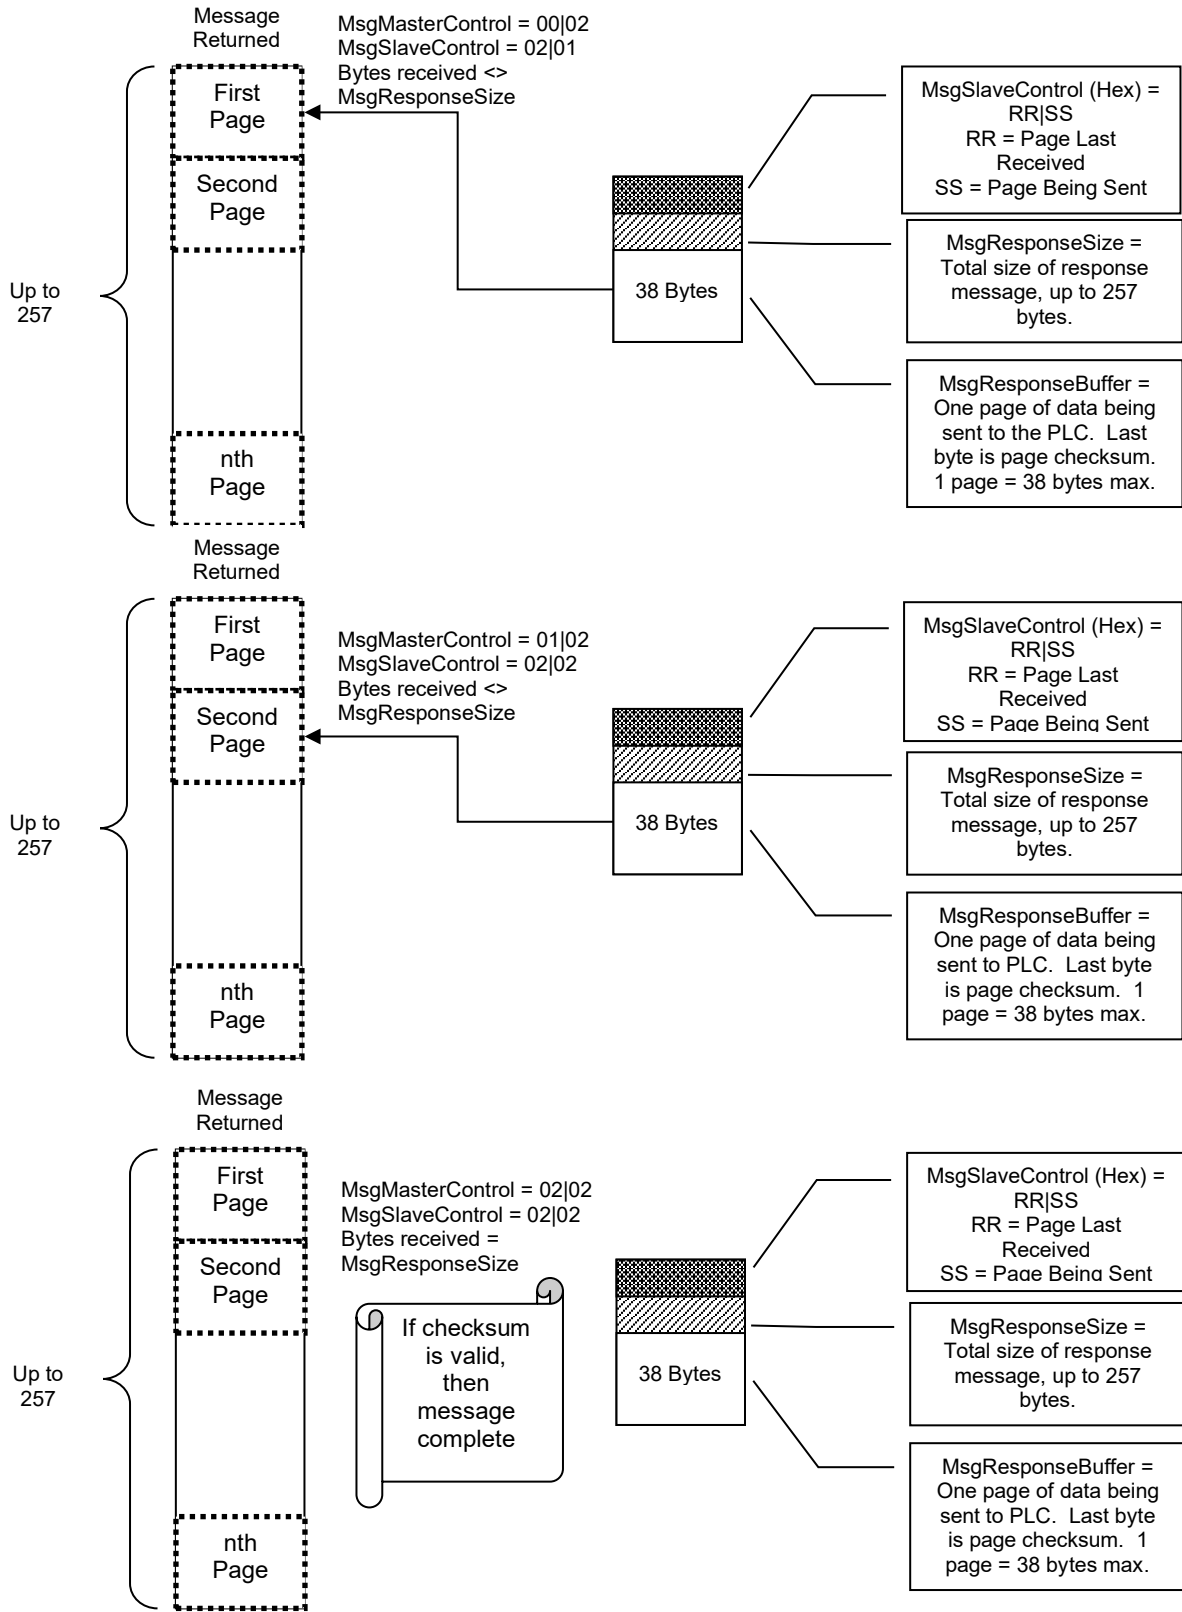 Message
Returned
MsgMasterControl = 00|02
MsgSlaveControl = 02|01
Bytes received <>
MsgResponseSize
First
Page
Second
Page
Up to
257
nth
Page
38 Bytes
MsgSlaveControl (Hex) =
RR|SS
RR = Page Last
Received
SS = Page Being Sent
MsgResponseSize =
Total size of response
message, up to 257
bytes.
MsgResponseBuffer =
One page of data being
sent to the PLC. Last
byte is page checksum.
1 page = 38 bytes max.
Message
Returned
First
Page
MsgMasterControl = 01|02
MsgSlaveControl = 02|02
Bytes received <>
MsgResponseSize
Second
Page
Up to
257
nth
Page
38 Bytes
MsgSlaveControl (Hex) =
RR|SS
RR = Page Last
Received
SS = Page Being Sent
MsgResponseSize =
Total size of response
message, up to 257
bytes.
MsgResponseBuffer =
One page of data being
sent to PLC. Last byte
is page checksum. 1
page = 38 bytes max.
Message
Returned
First
Page
MsgMasterControl = 02|02
MsgSlaveControl = 02|02
Bytes received =
MsgResponseSize
Second
Page
If checksum
is valid,
then
message
complete
Up to
257
nth
Page
38 Bytes
MsgSlaveControl (Hex) =
RR|SS
RR = Page Last
Received
SS = Page Being Sent
MsgResponseSize =
Total size of response
message, up to 257
bytes.
MsgResponseBuffer =
One page of data being
sent to PLC. Last byte
is page checksum. 1
page = 38 bytes max.